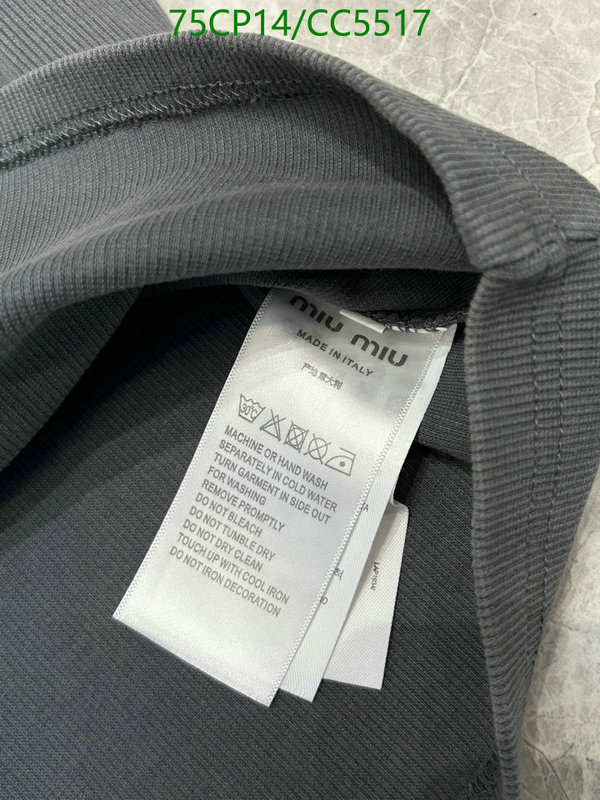 75CP14/CC5517
miu miu
MADE IN ITALY
产地 意大利
30°C
MACHINE OR HAND WASH
SEPARATELY IN COLD WATER
TURN GARMENT IN SIDE OUT
FOR WASHING
REMOVE PROMPTLY
DO NOT BLEACH
DO NOT TUMBLE DRY
DO NOT DRY CLEAN
TOUCH UP WITH COOL IRON
DO NOT IRON DECORATION